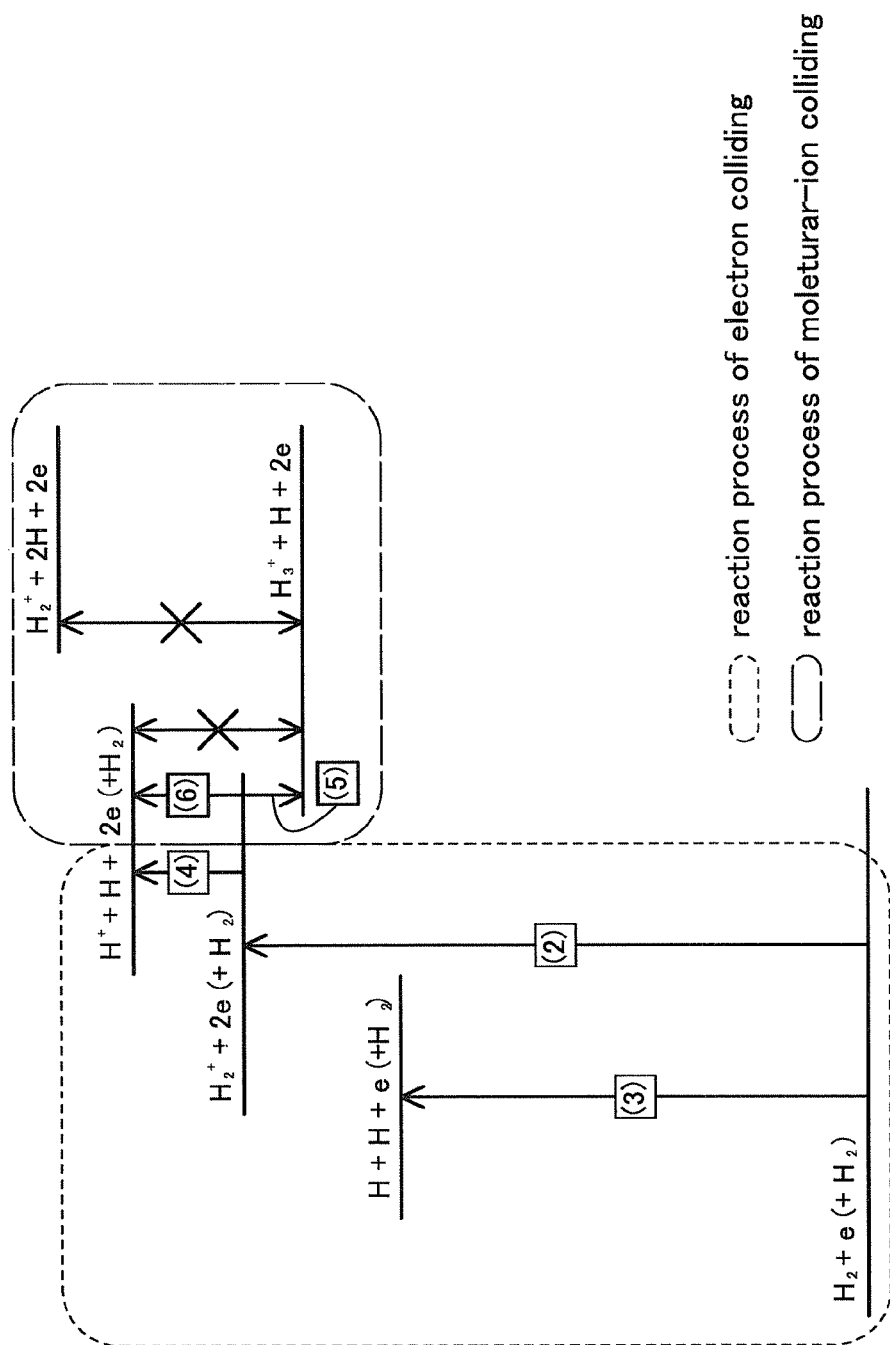 H₂⁺ + 2H + 2e
H⁺ + H + 2e (+H₂)
(6)
(4)
(5)
H₃⁺ + H + 2e
H₂⁺ + 2e (+ H₂)
(2)
H + H + e (+H₂)
(3)
H₂ + e (+ H₂)
reaction process of electron colliding
reaction process of moleturar-ion colliding